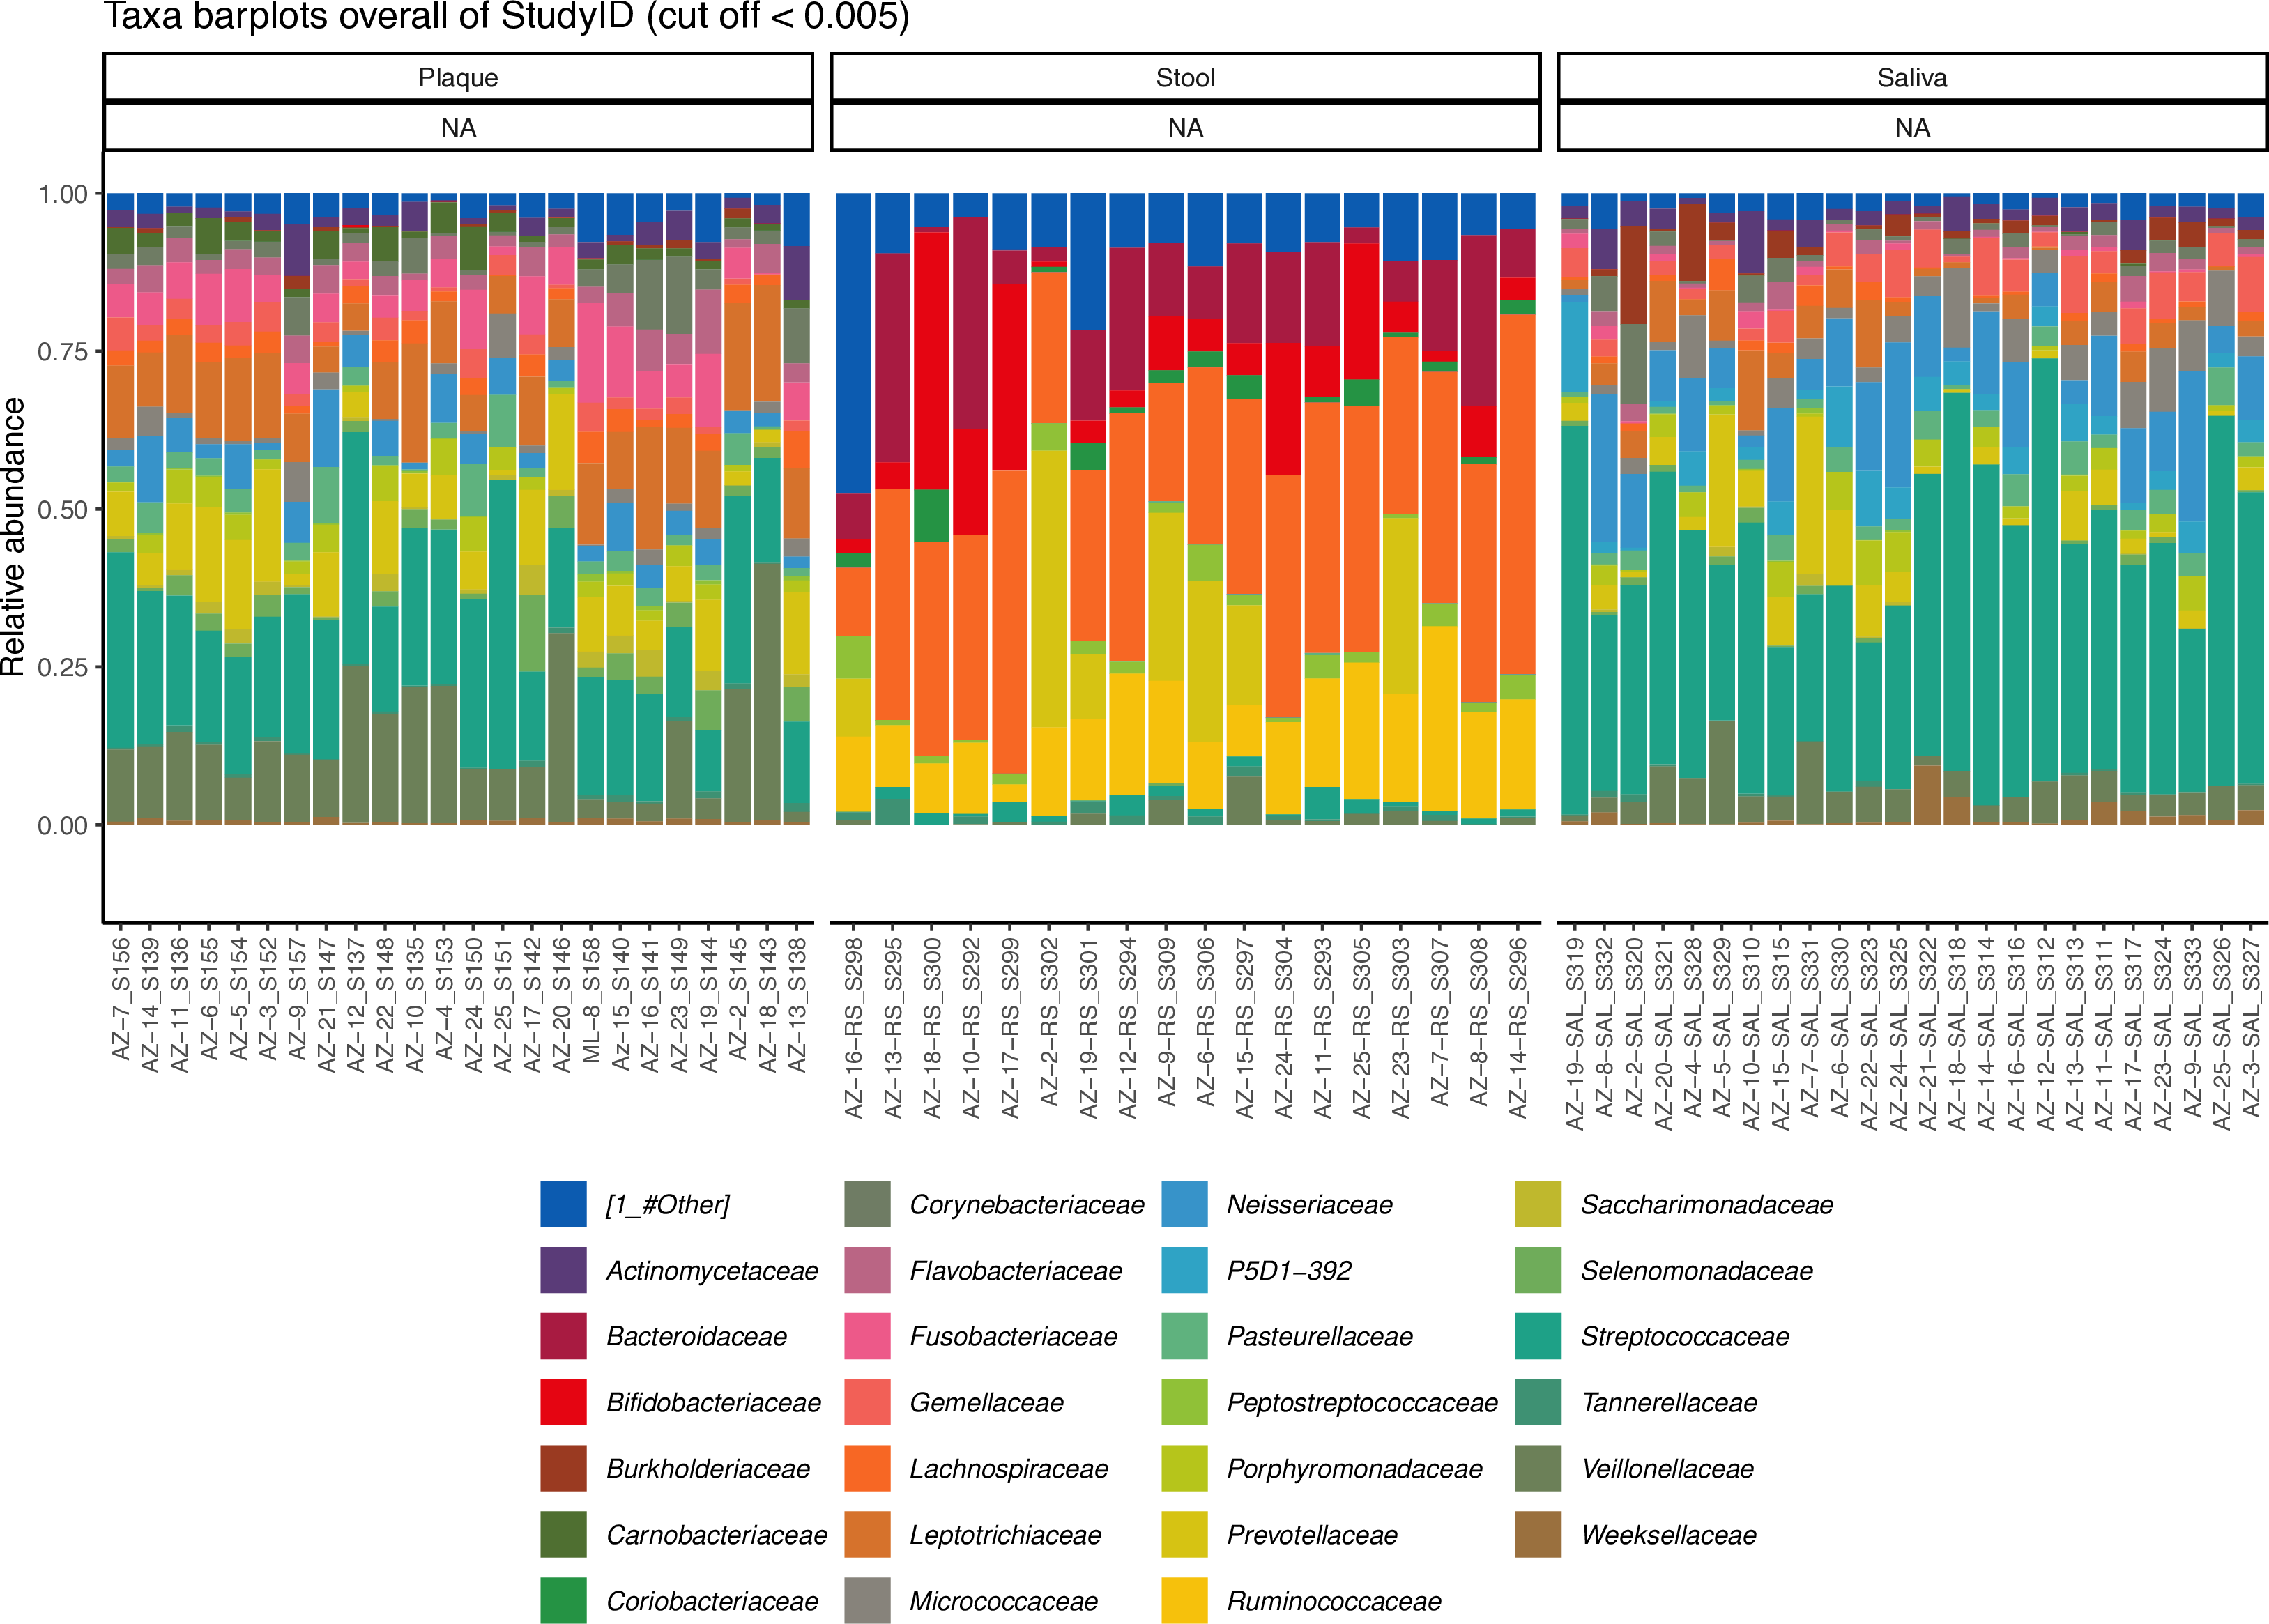 Taxa barplots overall of StudyID (cut off < 0.005)
Plaque
Stool
Saliva
NA
NA
NA
Relative abundance
1.00
0.75
0.50
0.25
0.00
AZ−7_S156
AZ−14_S139
AZ−11_S136
AZ−6_S155
AZ−5_S154
AZ−3_S152
AZ−9_S157
AZ−21_S147
AZ−12_S137
AZ−22_S148
AZ−10_S135
AZ−4_S153
AZ−24_S150
AZ−25_S151
AZ−17_S142
AZ−20_S146
ML−8_S158
Az−15_S140
AZ−16_S141
AZ−23_S149
AZ−19_S144
AZ−2_S145
AZ−18_S143
AZ−13_S138
AZ−16−RS_S298
AZ−13−RS_S295
AZ−18−RS_S300
AZ−10−RS_S292
AZ−17−RS_S299
AZ−2−RS_S302
AZ−19−RS_S301
AZ−12−RS_S294
AZ−9−RS_S309
AZ−6−RS_S306
AZ−15−RS_S297
AZ−24−RS_S304
AZ−11−RS_S293
AZ−25−RS_S305
AZ−23−RS_S303
AZ−7−RS_S307
AZ−8−RS_S308
AZ−14−RS_S296
AZ−19−SAL_S319
AZ−8−SAL_S332
AZ−2−SAL_S320
AZ−20−SAL_S321
AZ−4−SAL_S328
AZ−5−SAL_S329
AZ−10−SAL_S310
AZ−15−SAL_S315
AZ−7−SAL_S331
AZ−6−SAL_S330
AZ−22−SAL_S323
AZ−24−SAL_S325
AZ−21−SAL_S322
AZ−18−SAL_S318
AZ−14−SAL_S314
AZ−16−SAL_S316
AZ−12−SAL_S312
AZ−13−SAL_S313
AZ−11−SAL_S311
AZ−17−SAL_S317
AZ−23−SAL_S324
AZ−9−SAL_S333
AZ−25−SAL_S326
AZ−3−SAL_S327
[1_#Other]
Actinomycetaceae
Bacteroidaceae
Bifidobacteriaceae
Burkholderiaceae
Carnobacteriaceae
Coriobacteriaceae
Corynebacteriaceae
Flavobacteriaceae
Fusobacteriaceae
Gemellaceae
Lachnospiraceae
Leptotrichiaceae
Micrococcaceae
Neisseriaceae
P5D1−392
Pasteurellaceae
Peptostreptococcaceae
Porphyromonadaceae
Prevotellaceae
Ruminococcaceae
Saccharimonadaceae
Selenomonadaceae
Streptococcaceae
Tannerellaceae
Veillonellaceae
Weeksellaceae